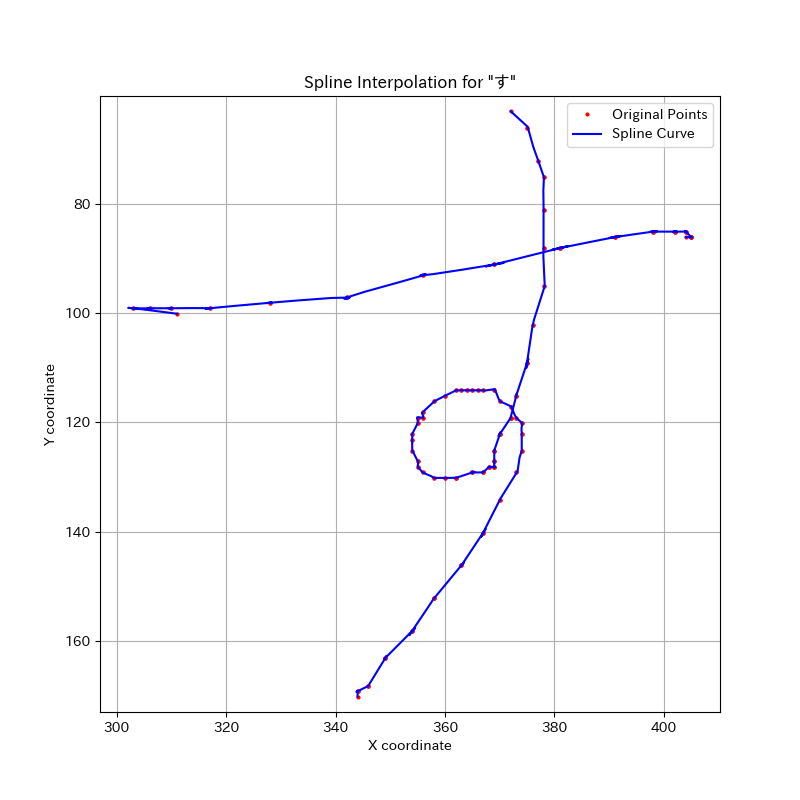 Spline Interpolation for "す"
Original Points
Spline Curve
80
100
120
140
160
Y coordinate
300 320 340 360 380 400
X coordinate
す